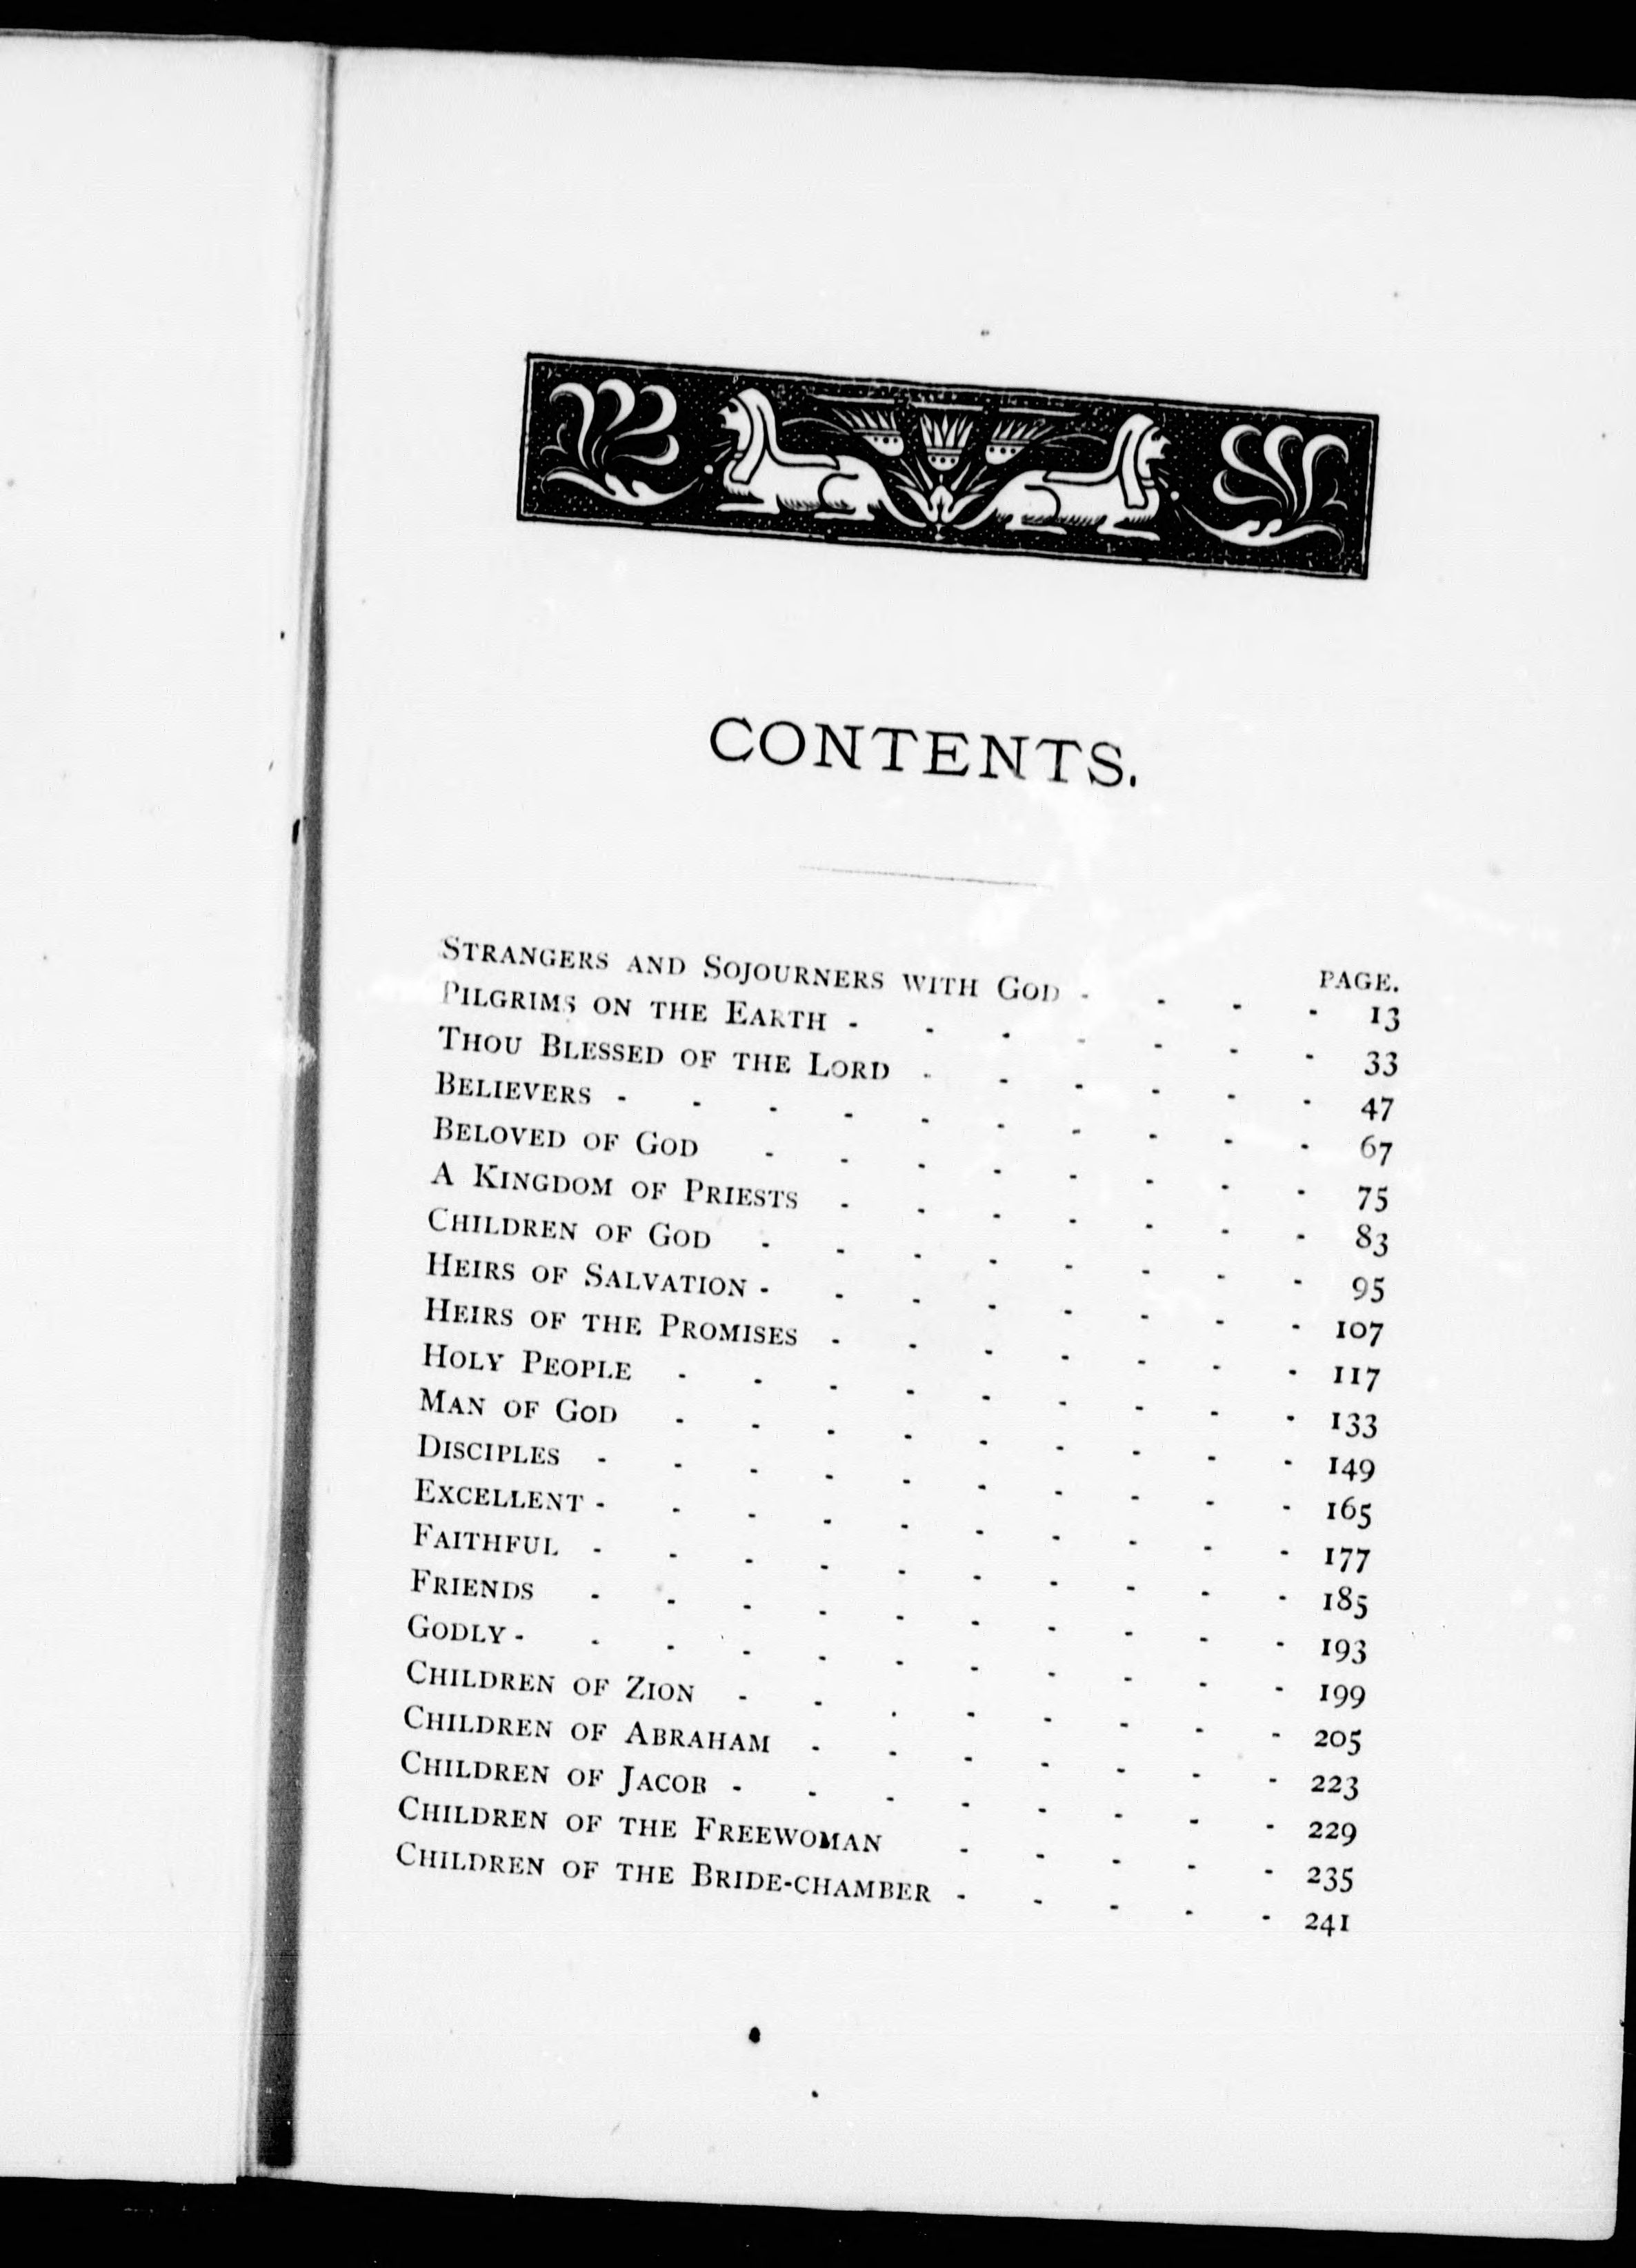 CONTENTS.
PAGE.
STRANGERS AND SOJOURNERS WITH GOD - - - - 13
PILGRIMS ON THE EARTH - - - - - - - 33
THOU BLESSED OF THE LORD - - - - - - 47
BELIEVERS - - - - - - - - - - 67
BELOVED OF GOD - - - - - - - - 75
A KINGDOM OF PRIESTS - - - - - - - 83
CHILDREN OF GOD - - - - - - - - 95
HEIRS OF SALVATION - - - - - - - - 107
HEIRS OF THE PROMISES - - - - - - - 117
HOLY PEOPLE - - - - - - - - - 133
MAN OF GOD - - - - - - - - - 149
DISCIPLES - - - - - - - - - - 165
EXCELLENT - - - - - - - - - - 177
FAITHFUL - - - - - - - - - - 185
FRIENDS - - - - - - - - - - 193
GODLY - - - - - - - - - - - 199
CHILDREN OF ZION - - - - - - - - 205
CHILDREN OF ABRAHAM - - - - - - - 223
CHILDREN OF JACOB - - - - - - - - 229
CHILDREN OF THE FREEWOMAN - - - - - 235
CHILDREN OF THE BRIDE-CHAMBER - - - - - 241